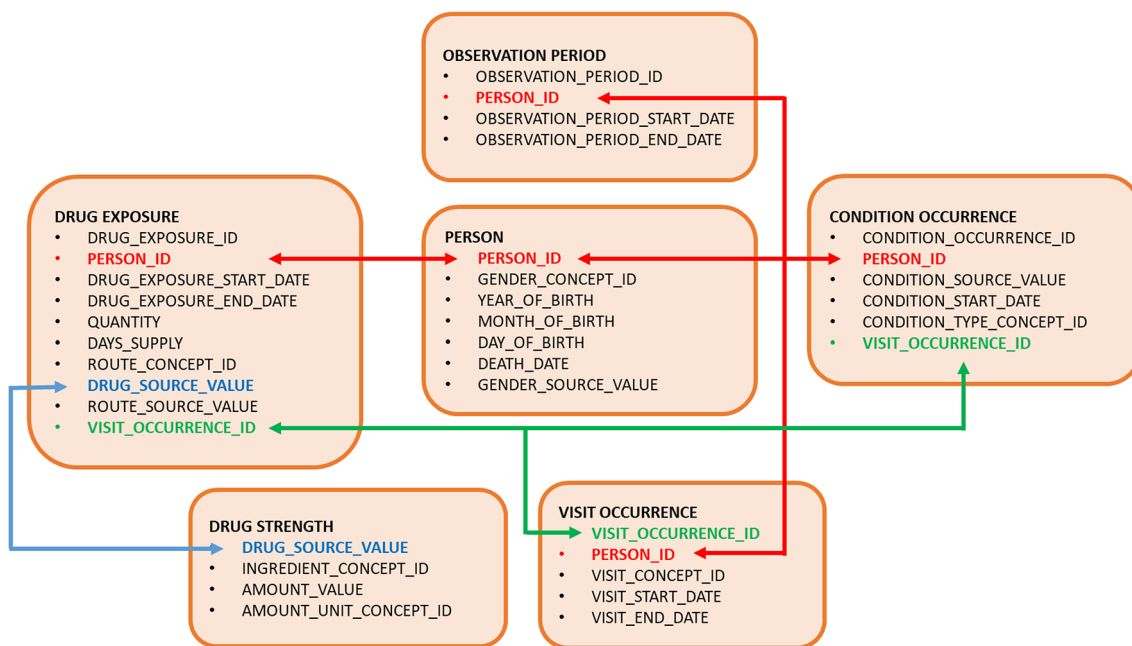 OBSERVATION PERIOD
• OBSERVATION_PERIOD_ID
• PERSON_ID
• OBSERVATION_PERIOD_START_DATE
• OBSERVATION_PERIOD_END_DATE
DRUG EXPOSURE
• DRUG_EXPOSURE_ID
• PERSON_ID
• DRUG_EXPOSURE_START_DATE
• DRUG_EXPOSURE_END_DATE
• QUANTITY
• DAYS_SUPPLY
• ROUTE_CONCEPT_ID
• DRUG_SOURCE_VALUE
• ROUTE_SOURCE_VALUE
• VISIT_OCCURRENCE_ID
PERSON
PERSON_ID
• GENDER_CONCEPT_ID
• YEAR_OF_BIRTH
• MONTH_OF_BIRTH
• DAY_OF_BIRTH
• DEATH_DATE
• GENDER_SOURCE_VALUE
CONDITION OCCURRENCE
• CONDITION_OCCURRENCE_ID
PERSON_ID
• CONDITION_SOURCE_VALUE
• CONDITION_START_DATE
• CONDITION_TYPE_CONCEPT_ID
• VISIT_OCCURRENCE_ID
DRUG STRENGTH
DRUG_SOURCE_VALUE
• INGREDIENT_CONCEPT_ID
• AMOUNT_VALUE
• AMOUNT_UNIT_CONCEPT_ID
VISIT OCCURRENCE
VISIT_OCCURRENCE_ID
• PERSON_ID
• VISIT_CONCEPT_ID
• VISIT_START_DATE
• VISIT_END_DATE